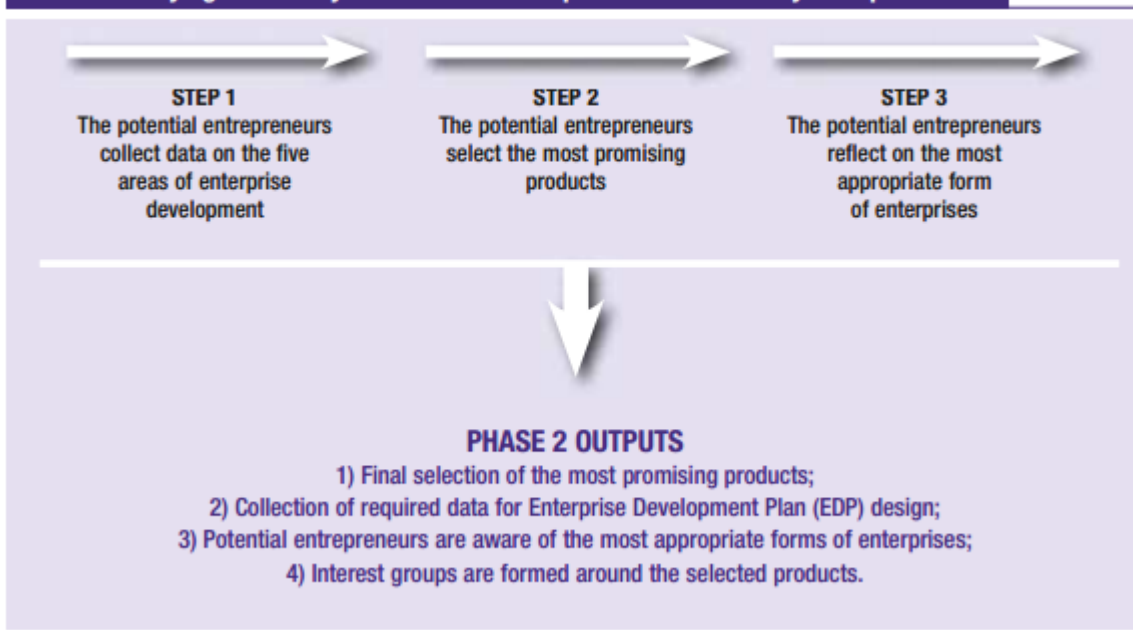 STEP 1
The potential entrepreneurs
collect data on the five
areas of enterprise
development
STEP 2
The potential entrepreneurs
select the most promising
products
STEP 3
The potential entrepreneurs
reflect on the most
appropriate form
of enterprises
PHASE 2 OUTPUTS
1) Final selection of the most promising products;
2) Collection of required data for Enterprise Development Plan (EDP) design;
3) Potential entrepreneurs are aware of the most appropriate forms of enterprises;
4) Interest groups are formed around the selected products.